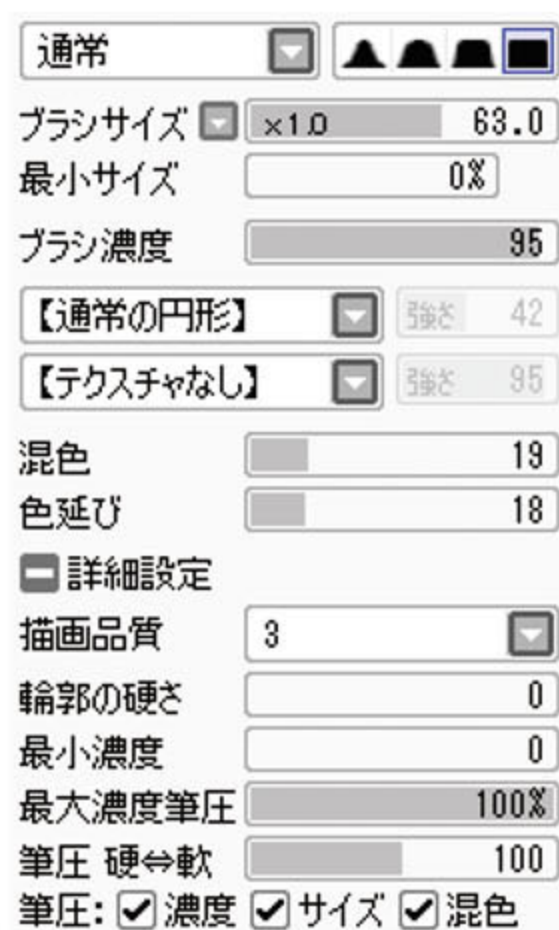 通常
ブラシサイズ ×1.0 63.0
最小サイズ 0%
ブラシ濃度 95
【通常の円形】 強さ 42
【テクスチャなし】 強さ 95
混色 19
色延び 18
詳細設定
描画品質 3
輪郭の硬さ 0
最小濃度 0
最大濃度筆圧 100%
筆圧 硬⇔軟 100
筆圧: 濃度 サイズ 混色